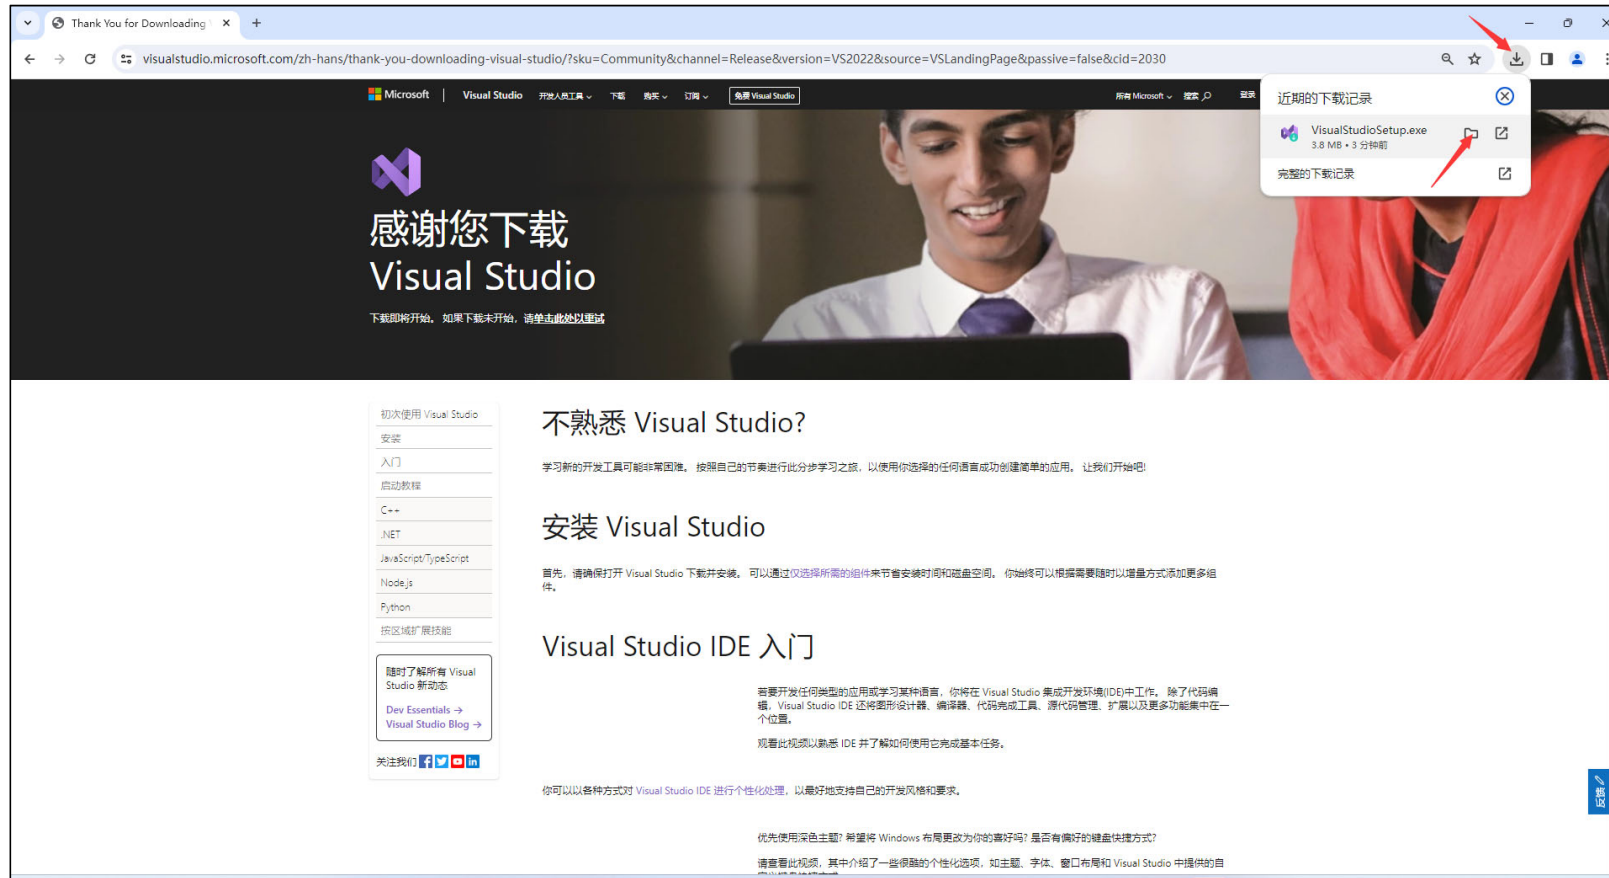 Thank You for Downloading V
visualstudio.microsoft.com/zh-hans/thank-you-downloading-visual-studio/?sku=Community&channel=Release&version=VS2022&source=VSLandingPage&passive=false&cid=2030
Microsoft
Visual Studio
开发人员工具
下载
购买
订阅
免费 Visual Studio
所有 Microsoft
搜索
登录
近期的下载记录
VisualStudioSetup.exe
3.8 MB • 3 分钟前
完整的下载记录
感谢您下载
Visual Studio
下载即将开始。 如果下载未开始，请单击此处以重试
初次使用 Visual Studio
安装
入门
启动教程
C++
.NET
JavaScript/TypeScript
Node.js
Python
按区域扩展技能
随时了解所有 Visual
Studio 新动态
Dev Essentials →
Visual Studio Blog →
关注我们
不熟悉 Visual Studio?
学习新的开发工具可能非常困难。 按照自己的节奏进行此分步学习之旅，以使用你选择的任何语言成功创建简单的应用。 让我们开始吧!
安装 Visual Studio
首先，请确保打开 Visual Studio 下载并安装。 可以通过仅选择所需的组件来节省安装时间和磁盘空间。 你始终可以根据需要随时以增量方式添加更多组
件。
Visual Studio IDE 入门
若要开发任何类型的应用或学习某种语言，你将在 Visual Studio 集成开发环境(IDE)中工作。 除了代码编
辑，Visual Studio IDE 还将图形设计器、编译器、代码完成工具、源代码管理、扩展以及更多功能集中在一
个位置。
观看此视频以熟悉 IDE 并了解如何使用它完成基本任务。
你可以以各种方式对 Visual Studio IDE 进行个性化处理，以最好地支持自己的开发风格和要求。
优先使用深色主题? 希望将 Windows 布局更改为你的喜好吗? 是否有偏好的键盘快捷方式?
请查看此视频，其中介绍了一些很酷的个性化选项，如主题、字体、窗口布局和 Visual Studio 中提供的自
反馈